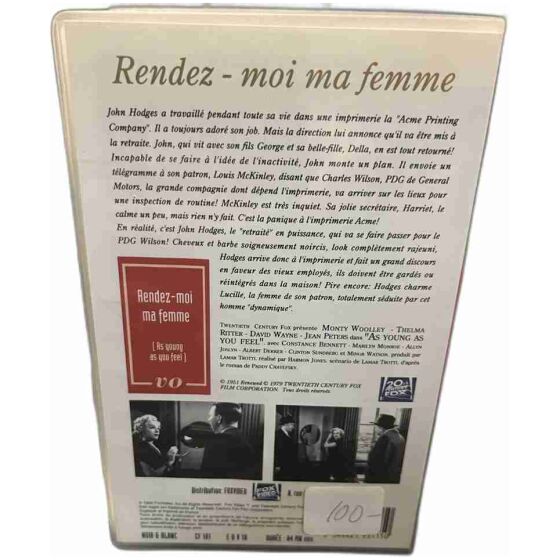 Rendez - moi ma femme
John Hodges a travaillé pendant toute sa vie dans une imprimerie la "Acme Printing
Company". Il a toujours adoré son job. Mais la direction lui annonce qu'il va être mis
à la retraite. John, qui vit avec son fils George et sa belle-fille, Della, en est tout retourné!
Incapable de se faire à l'idée de l'inactivité, John monte un plan. Il envoie un
télégramme à son patron, Louis McKinley, disant que Charles Wilson, PDG de General
Motors, la grande compagnie dont dépend l'imprimerie, va arriver sur les lieux pour
une inspection de routine! McKinley est très inquiet. Sa jolie secrétaire, Harriet, le
calme un peu, mais rien n'y fait. C'est la panique à l'imprimerie Acme!
En réalité, c'est John Hodges, le "retraité" en puissance, qui va se faire passer pour le
PDG Wilson! Cheveux et barbe soigneusement noircis, look complètement rajeuni,
Hodges arrive donc à l'imprimerie et fait un grand discours
en faveur des vieux employés, ils doivent être gardés ou
réintégrés dans la maison! Pire encore: Hodges charme
Lucille, la femme de son patron, totalement séduite par cet
homme "dynamique".
Rendez-moi
ma femme
( As young
as you feel )
VO
Twentieth Century Fox présente Monty Woolley - Thelma
Ritter - David Wayne - Jean Peters dans "As young as
you feel" avec Constance Bennett - Marilyn Monroe - Allyn
Joslyn - Albert Dekker - Clinton Sundberg et Minor Watson, produit par
Lamar Trotti, réalisé par Harmon Jones. scénario de Lamar Trotti, d'après
le roman de Paddy Chayefsky.
© 1951 Renewed © 1979 TWENTIETH CENTURY FOX
FILM CORPORATION. Tous droits réservés.
20th
CENTURY
FOX
Distribution FOXVIDEO
FOX
VIDEO
8, rue
100-
NOIR & BLANC